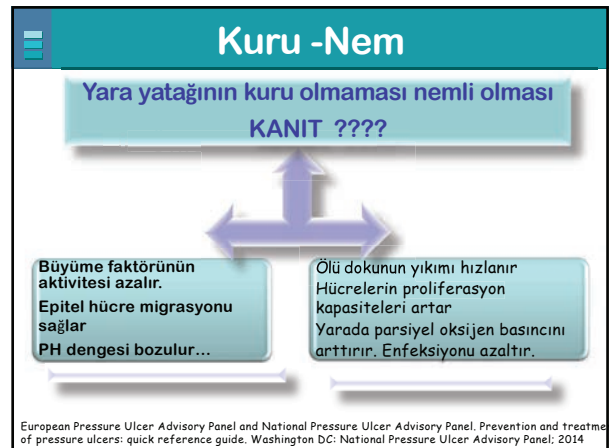 Kuru -Nem
Yara yatağının kuru olmaması nemli olması
KANIT ????
Büyüme faktörünün
aktivitesi azalır.
Epitel hücre migrasyonu
sağlar
PH dengesi bozulur…
Ölü dokunun yıkımı hızlanır
Hücrelerin proliferasyon
kapasiteleri artar
Yarada parsiyel oksijen basıncını
arttırır. Enfeksiyonu azaltır.
European Pressure Ulcer Advisory Panel and National Pressure Ulcer Advisory Panel. Prevention and treatme
of pressure ulcers: quick reference guide. Washington DC: National Pressure Ulcer Advisory Panel; 2014